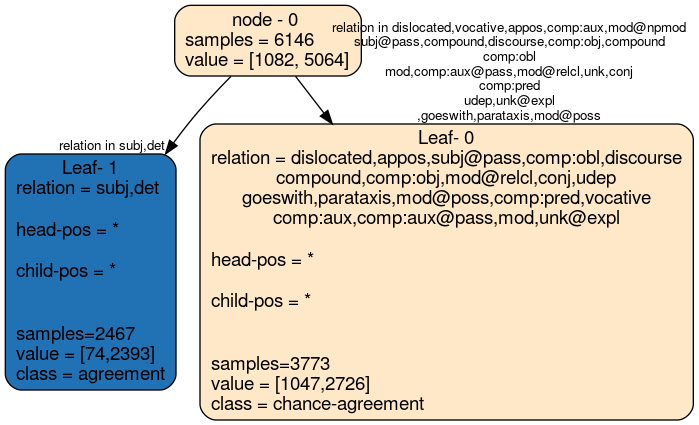 node - 0
samples = 6146
value = [1082, 5064]
relation in dislocated,vocative,appos,comp:aux,mod@npmod
subj@pass,compound,discourse,comp:obj,compound
comp:obl
mod,comp:aux@pass,mod@relcl,unk,conj
comp:pred
udep,unk@expl
,goeswith,parataxis,mod@poss
relation in subj,det
Leaf- 1
relation = subj,det
head-pos = *
child-pos = *
samples=2467
value = [74,2393]
class = agreement
Leaf- 0
relation = dislocated,appos,subj@pass,comp:obl,discourse
compound,comp:obj,mod@relcl,conj,udep
goeswith,parataxis,mod@poss,comp:pred,vocative
comp:aux,comp:aux@pass,mod,unk@expl
head-pos = *
child-pos = *
samples=3773
value = [1047,2726]
class = chance-agreement